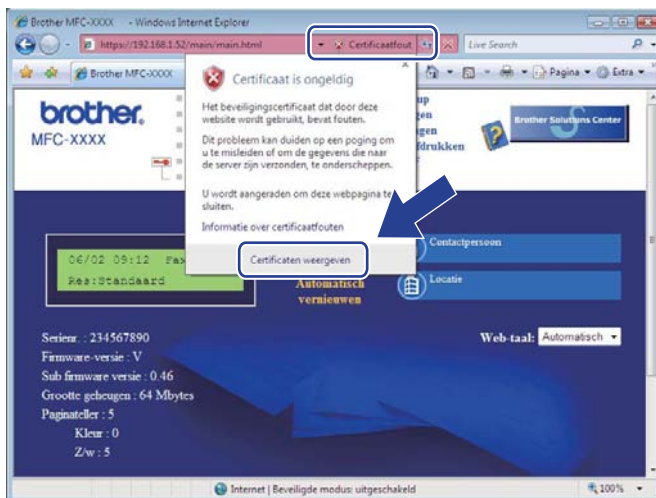 Brother MFC-XXXX - Windows Internet Explorer
https://192.168.1.52/main/main.html
Certificaatfout
Live Search
Brother MFC-XXXX
Pagina
Extra
Certificaat is ongeldig
Het beveiligingscertificaat dat door deze
website wordt gebruikt, bevat fouten.
Dit probleem kan duiden op een poging om
u te misleiden of om de gegevens die naar
de server zijn verzonden, te onderscheppen.
U wordt aangeraden om deze webpagina te
sluiten.
Informatie over certificaatfouten
Certificaten weergeven
brother.
MFC-XXXX
Brother Solutions Center
06/02 09:12 Fax
Res:Standaard
Automatisch
vernieuwen
Contactpersoon
Locatie
Serienr. : 234567890
Firmware-versie : V
Sub firmware versie : 0.46
Grootte geheugen : 64 Mbytes
Paginateller : 5
Kleur : 0
Z/w : 5
Web-taal: Automatisch
Internet | Beveiligde modus: uitgeschakeld
100%